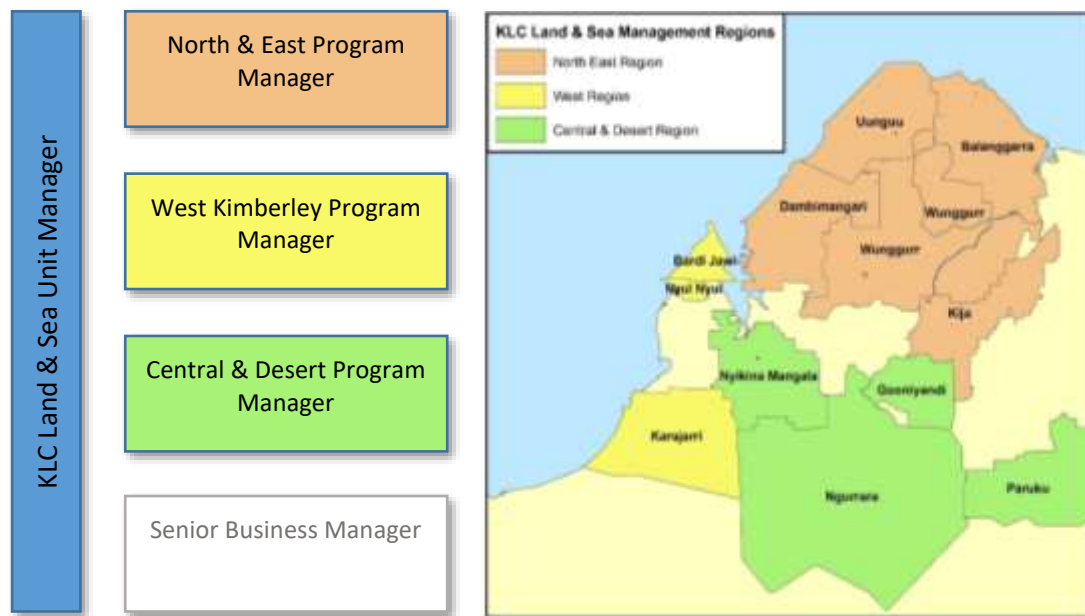 KLC Land & Sea Unit Manager
North & East Program
Manager
West Kimberley Program
Manager
Central & Desert Program
Manager
Senior Business Manager
KLC Land & Sea Management Regions
North East Region
West Region
Central & Desert Region
Uunguu
Balanggarra
Dambimangari
Wunggurr
Wunggurr
Bardi Jawi
Nyul Nyul
Kija
Nyikina Mangala
Gooniyandi
Karajarri
Ngurrara
Paruku